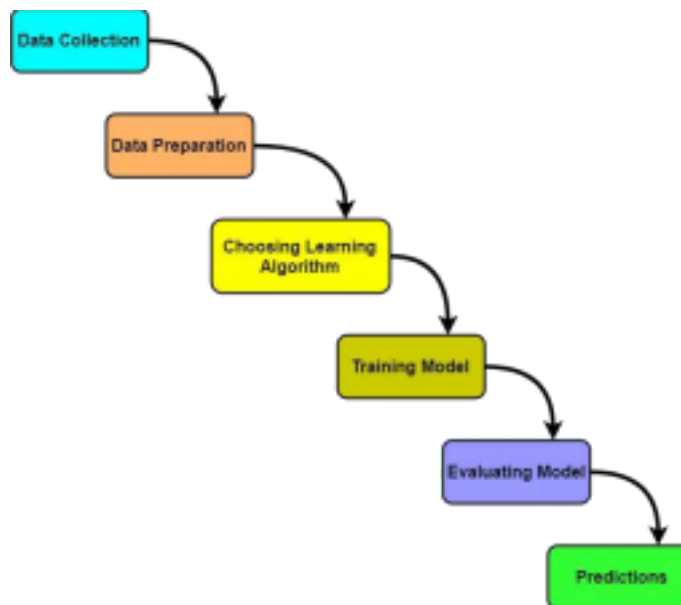 Data Collection
Data Preparation
Choosing Learning
Algorithm
Training Model
Evaluating Model
Predictions